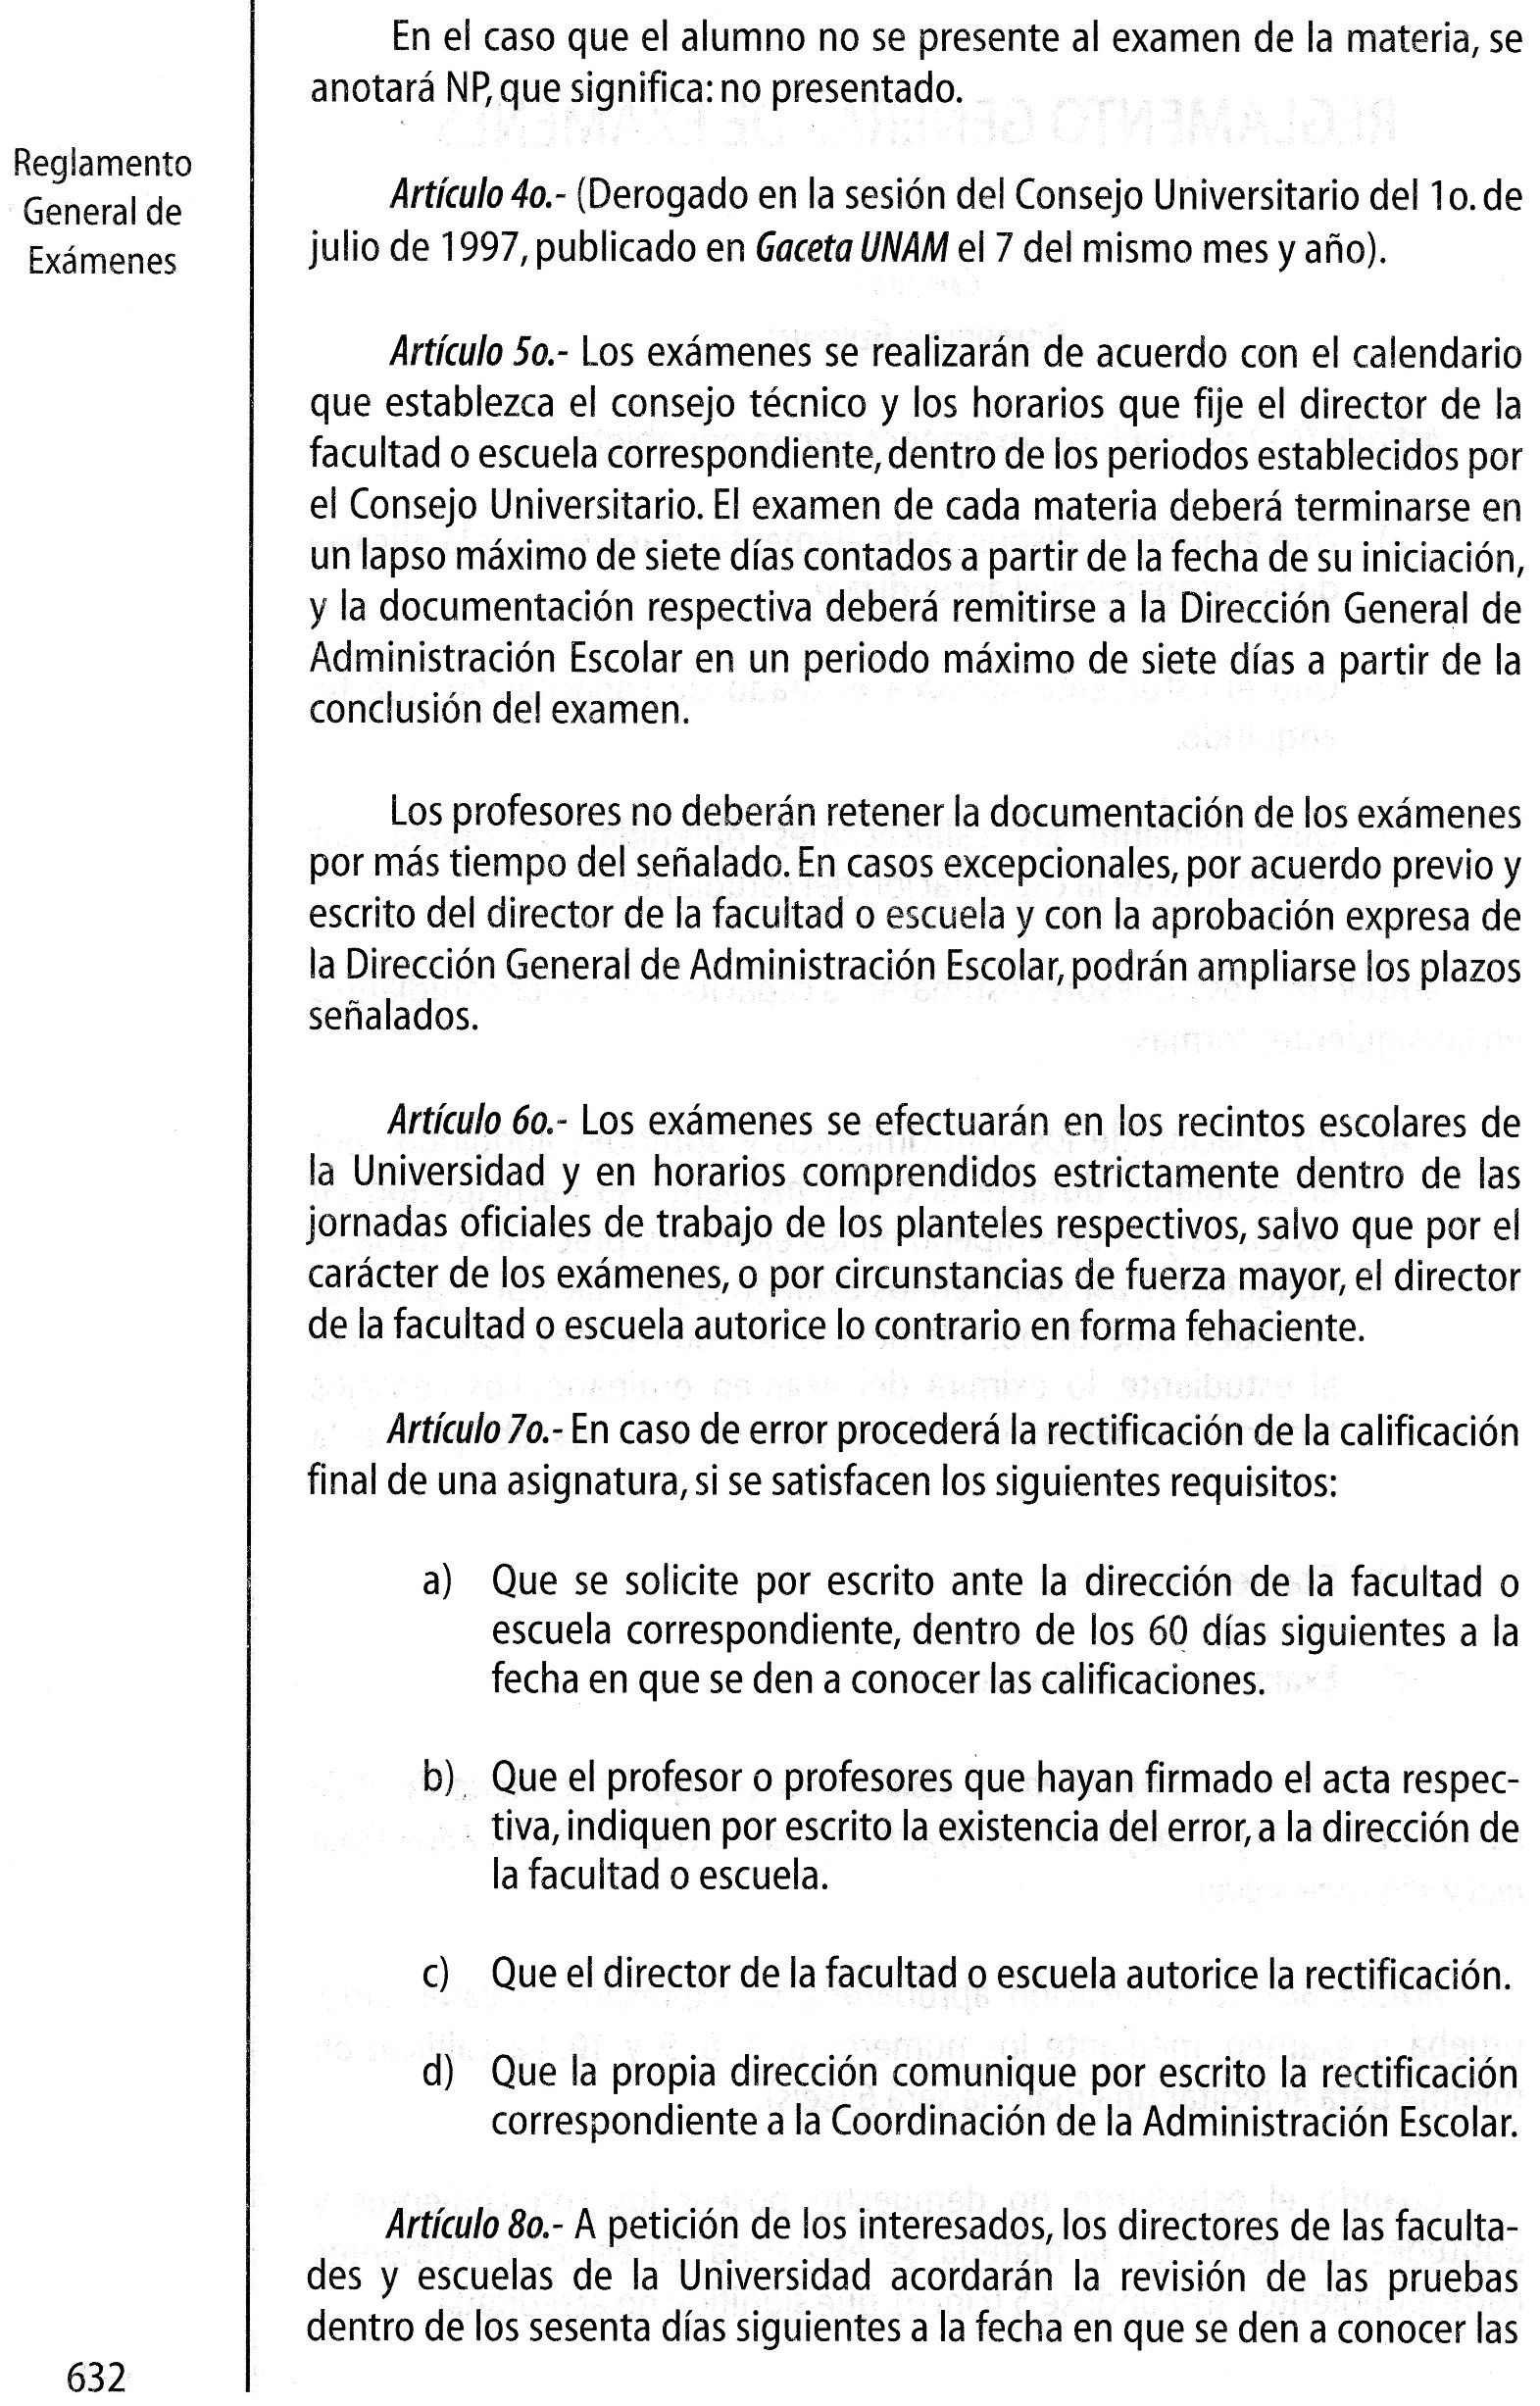 Reglamento
General de
Exámenes
En el caso que el alumno no se presente al examen de la materia, se
anotará NP, que significa: no presentado.
Artículo 4o.- (Derogado en la sesión del Consejo Universitario del 1o. de
julio de 1997, publicado en Gaceta UNAM el 7 del mismo mes y año).
Artículo 5o.- Los exámenes se realizarán de acuerdo con el calendario
que establezca el consejo técnico y los horarios que fije el director de la
facultad o escuela correspondiente, dentro de los periodos establecidos por
el Consejo Universitario. El examen de cada materia deberá terminarse en
un lapso máximo de siete días contados a partir de la fecha de su iniciación,
y la documentación respectiva deberá remitirse a la Dirección General de
Administración Escolar en un periodo máximo de siete días a partir de la
conclusión del examen.
Los profesores no deberán retener la documentación de los exámenes
por más tiempo del señalado. En casos excepcionales, por acuerdo previo y
escrito del director de la facultad o escuela y con la aprobación expresa de
la Dirección General de Administración Escolar, podrán ampliarse los plazos
señalados.
Artículo 6o.- Los exámenes se efectuarán en los recintos escolares de
la Universidad y en horarios comprendidos estrictamente dentro de las
jornadas oficiales de trabajo de los planteles respectivos, salvo que por el
carácter de los exámenes, o por circunstancias de fuerza mayor, el director
de la facultad o escuela autorice lo contrario en forma fehaciente.
Artículo 7o.- En caso de error procederá la rectificación de la calificación
final de una asignatura, si se satisfacen los siguientes requisitos:
a) Que se solicite por escrito ante la dirección de la facultad o
escuela correspondiente, dentro de los 60 días siguientes a la
fecha en que se den a conocer las calificaciones.
b) Que el profesor o profesores que hayan firmado el acta respec-
tiva, indiquen por escrito la existencia del error, a la dirección de
la facultad o escuela.
c) Que el director de la facultad o escuela autorice la rectificación.
d) Que la propia dirección comunique por escrito la rectificación
correspondiente a la Coordinación de la Administración Escolar.
Artículo 8o.- A petición de los interesados, los directores de las faculta-
des y escuelas de la Universidad acordarán la revisión de las pruebas
dentro de los sesenta días siguientes a la fecha en que se den a conocer las
632